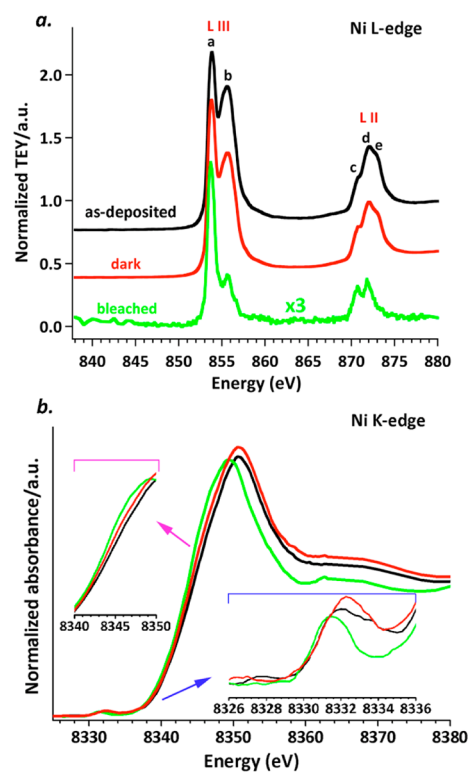 a.
Ni L-edge
L III
a
b
L II
c
d
e
as-deposited
dark
bleached
x3
Normalized TEY/a.u.
2.0
1.5
1.0
0.5
0.0
840 845 850 855 860 865 870 875 880
Energy (eV)
b.
Ni K-edge
Normalized absorbance/a.u.
8340 8345 8350
8326 8328 8330 8332 8334 8336
8330 8340 8350 8360 8370 8380
Energy (eV)